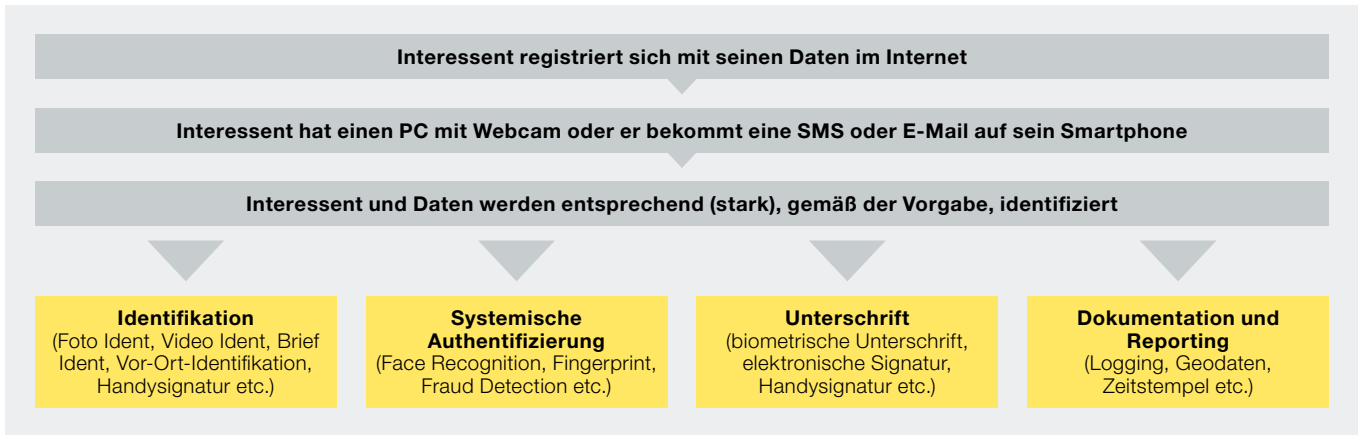 Interessent registriert sich mit seinen Daten im Internet
Interessent hat einen PC mit Webcam oder er bekommt eine SMS oder E-Mail auf sein Smartphone
Interessent und Daten werden entsprechend (stark), gemäß der Vorgabe, identifiziert
Identifikation
(Foto Ident, Video Ident, Brief
Ident, Vor-Ort-Identifikation,
Handysignatur etc.)
Systemische
Authentifizierung
(Face Recognition, Fingerprint,
Fraud Detection etc.)
Unterschrift
(biometrische Unterschrift,
elektronische Signatur,
Handysignatur etc.)
Dokumentation und
Reporting
(Logging, Geodaten,
Zeitstempel etc.)